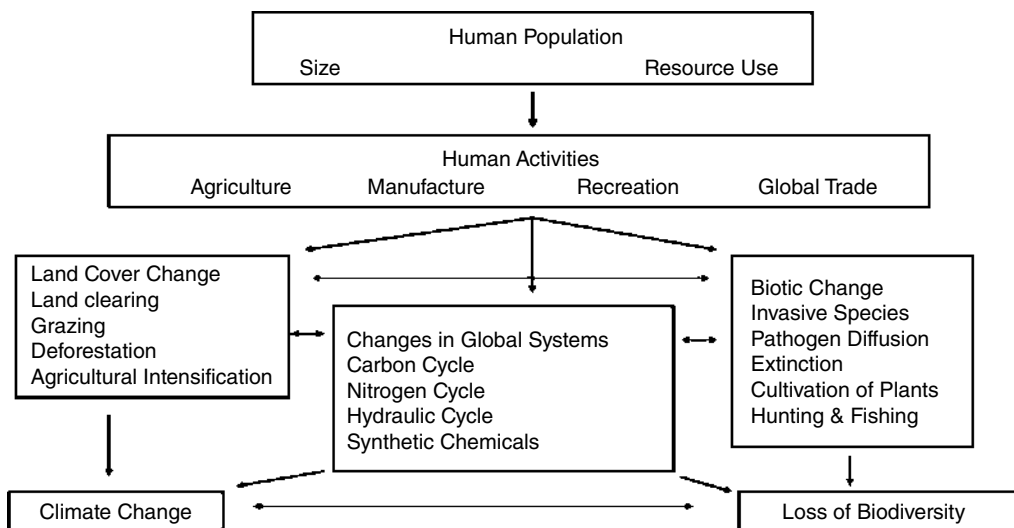 Human Population
Size Resource Use
Human Activities
Agriculture Manufacture Recreation Global Trade
Land Cover Change
Land clearing
Grazing
Deforestation
Agricultural Intensification
Changes in Global Systems
Carbon Cycle
Nitrogen Cycle
Hydraulic Cycle
Synthetic Chemicals
Biotic Change
Invasive Species
Pathogen Diffusion
Extinction
Cultivation of Plants
Hunting & Fishing
Climate Change
Loss of Biodiversity